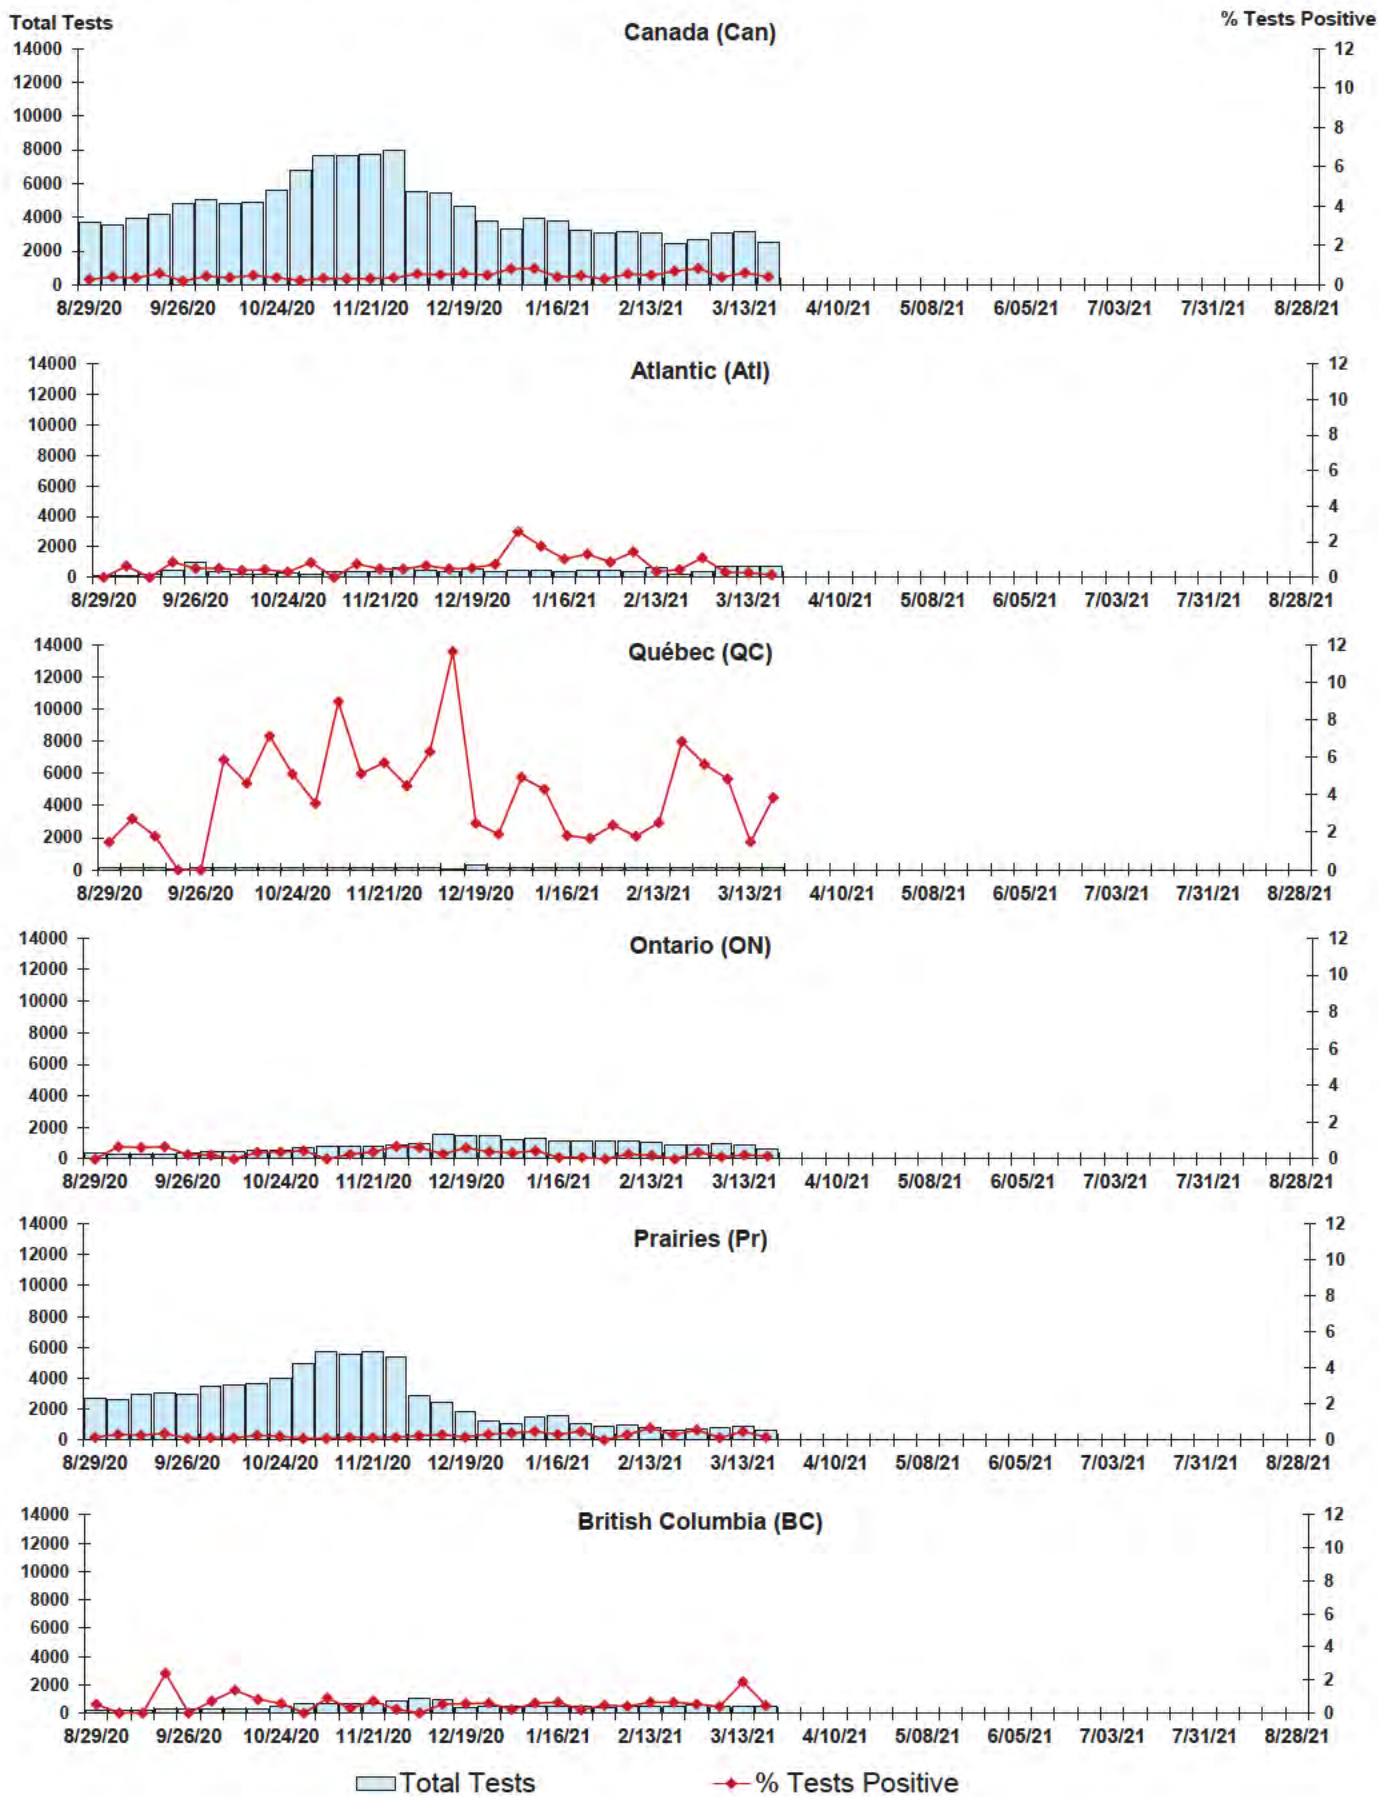 Total Tests
Canada (Can)
% Tests Positive
14000 12000 10000 8000 6000 4000 2000 0
12 10 8 6 4 2 0
8/29/20 9/26/20 10/24/20 11/21/20 12/19/20 1/16/21 2/13/21 3/13/21 4/10/21 5/08/21 6/05/21 7/03/21 7/31/21 8/28/21
Atlantic (Atl)
14000 12000 10000 8000 6000 4000 2000 0
12 10 8 6 4 2 0
8/29/20 9/26/20 10/24/20 11/21/20 12/19/20 1/16/21 2/13/21 3/13/21 4/10/21 5/08/21 6/05/21 7/03/21 7/31/21 8/28/21
Québec (QC)
14000 12000 10000 8000 6000 4000 2000 0
12 10 8 6 4 2 0
8/29/20 9/26/20 10/24/20 11/21/20 12/19/20 1/16/21 2/13/21 3/13/21 4/10/21 5/08/21 6/05/21 7/03/21 7/31/21 8/28/21
Ontario (ON)
14000 12000 10000 8000 6000 4000 2000 0
12 10 8 6 4 2 0
8/29/20 9/26/20 10/24/20 11/21/20 12/19/20 1/16/21 2/13/21 3/13/21 4/10/21 5/08/21 6/05/21 7/03/21 7/31/21 8/28/21
Prairies (Pr)
14000 12000 10000 8000 6000 4000 2000 0
12 10 8 6 4 2 0
8/29/20 9/26/20 10/24/20 11/21/20 12/19/20 1/16/21 2/13/21 3/13/21 4/10/21 5/08/21 6/05/21 7/03/21 7/31/21 8/28/21
British Columbia (BC)
14000 12000 10000 8000 6000 4000 2000 0
12 10 8 6 4 2 0
8/29/20 9/26/20 10/24/20 11/21/20 12/19/20 1/16/21 2/13/21 3/13/21 4/10/21 5/08/21 6/05/21 7/03/21 7/31/21 8/28/21
Total Tests % Tests Positive